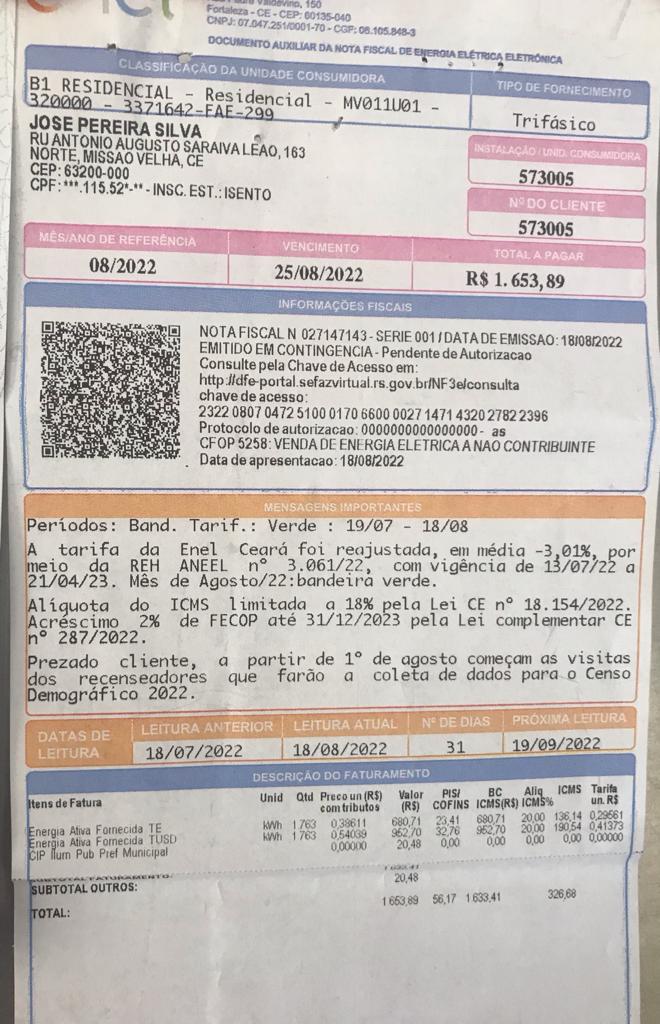 Valdevino, 150
Fortaleza - CE - CEP: 60135-040
CNPJ: 07.047.251/0001-70 - CGF: 06.105.848-3
DOCUMENTO AUXILIAR DA NOTA FISCAL DE ENERGIA ELÉTRICA ELETRÔNICA
CLASSIFICAÇÃO DA UNIDADE CONSUMIDORA
B1 RESIDENCIAL - Residencial - MV011U01 -
320000 - 3371642-FAF-299
TIPO DE FORNECIMENTO
Trifásico
JOSE PEREIRA SILVA
RU ANTONIO AUGUSTO SARAIVA LEAO, 163
NORTE, MISSAO VELHA, CE
CEP: 63200-000
CPF: ***.115.52*-** - INSC. EST.: ISENTO
INSTALAÇÃO / UNID. CONSUMIDORA
573005
Nº DO CLIENTE
573005
MÊS/ANO DE REFERÊNCIA VENCIMENTO TOTAL A PAGAR
08/2022 25/08/2022 R$ 1.653,89
INFORMAÇÕES FISCAIS
NOTA FISCAL N 027147143 - SERIE 001 / DATA DE EMISSAO: 18/08/2022
EMITIDO EM CONTINGENCIA - Pendente de Autorizacao
Consulte pela Chave de Acesso em:
http://dfe-portal.sefazvirtual.rs.gov.br/NF3e/consulta
chave de acesso:
2322 0807 0472 5100 0170 6600 0027 1471 4320 2782 2396
Protocolo de autorizacao: 0000000000000000 - as
CFOP 5258: VENDA DE ENERGIA ELETRICA A NAO CONTRIBUINTE
Data de apresentacao: 18/08/2022
MENSAGENS IMPORTANTES
Períodos: Band. Tarif.: Verde : 19/07 - 18/08
A tarifa da Enel Ceará foi reajustada, em média -3,01%, por
meio da REH ANEEL nº 3.061/22, com vigência de 13/07/22 a
21/04/23. Mês de Agosto/22:bandeira verde.
Alíquota do ICMS limitada a 18% pela Lei CE nº 18.154/2022.
Acréscimo 2% de FECOP até 31/12/2023 pela Lei complementar CE
nº 287/2022.
Prezado cliente, a partir de 1º de agosto começam as visitas
dos recenseadores que farão a coleta de dados para o Censo
Demográfico 2022.
DATAS DE LEITURA
LEITURA ANTERIOR LEITURA ATUAL Nº DE DIAS PRÓXIMA LEITURA
18/07/2022 18/08/2022 31 19/09/2022
DESCRIÇÃO DO FATURAMENTO
Itens de Fatura Unid Qtd Preco un (R$) com tributos Valor (R$) PIS/ COFINS BC ICMS(R$) Aliq ICMS% ICMS Tarifa un. R$
Energia Ativa Fornecida TE kWh 1.763 0,38611 680,71 23,41 680,71 20,00 136,14 0,29561
Energia Ativa Fornecida TUSD kWh 1.763 0,54039 952,70 32,76 952,70 20,00 190,54 0,41373
CIP Ilum Pub Pref Municipal 0,00000 20,48 0,00 0,00 0,00 0,00 0,00000
SUBTOTAL FATURAMENTO:
SUBTOTAL OUTROS: 20,48
TOTAL: 1 653,89 56,17 1 633,41 326,68